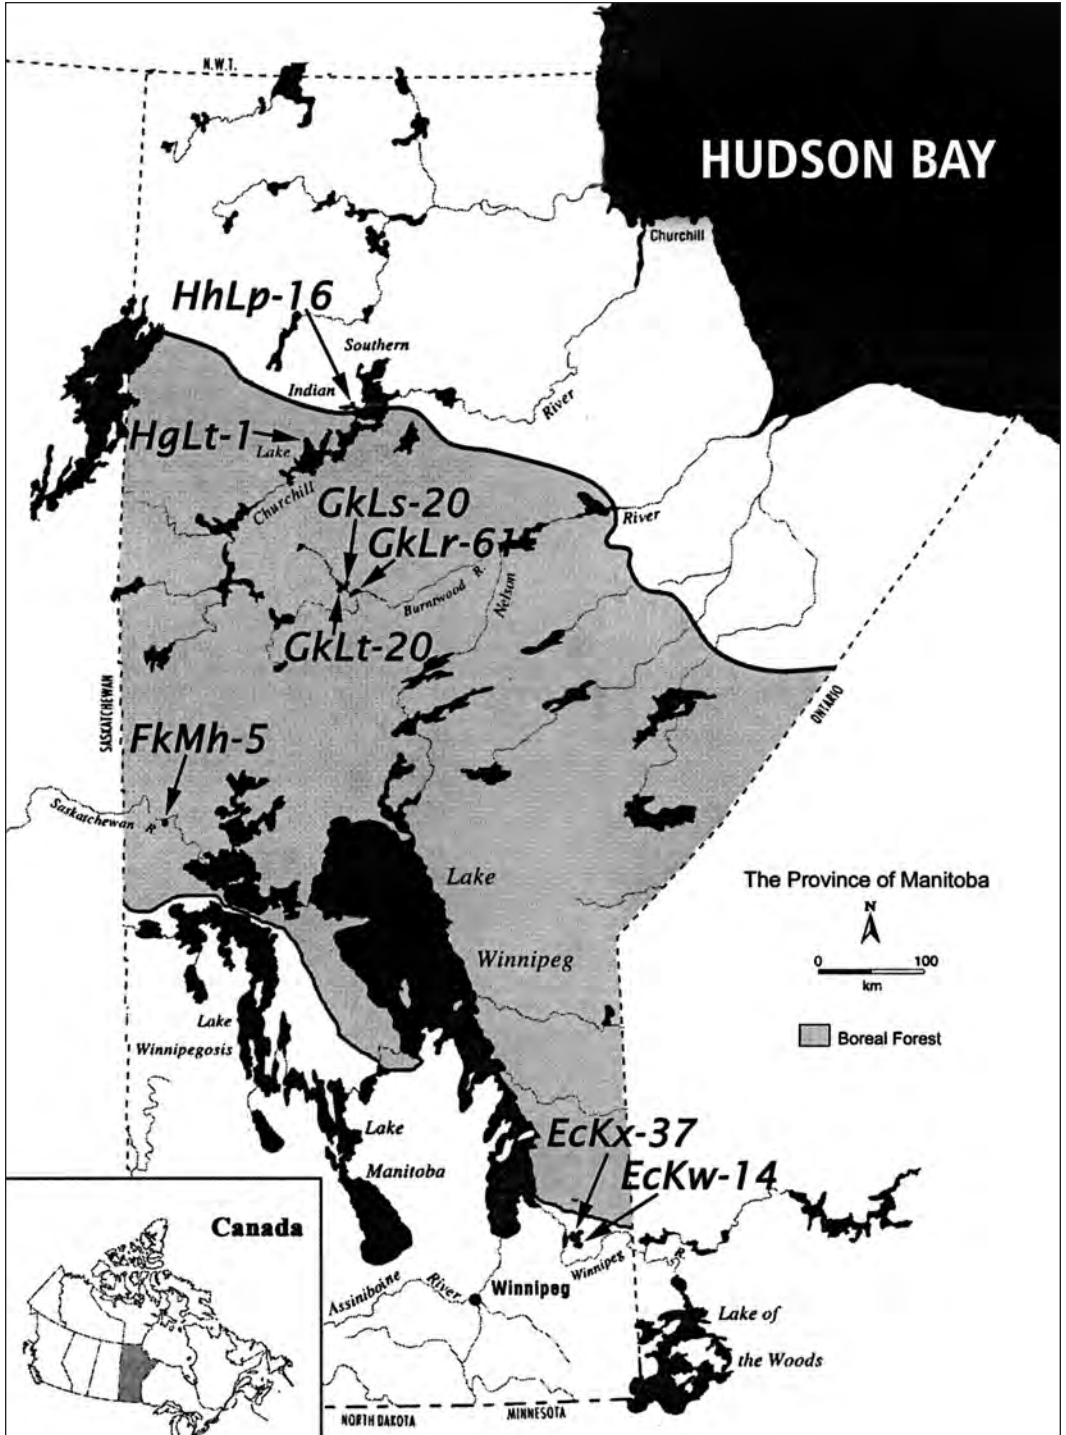 N.W.T.
HUDSON BAY
Churchill
HhLp-16
Southern
Indian
River
HgLt-1
Lake
Churchill
GkLs-20
River
GkLr-61
Burntwood R.
Nelson
GkLt-20
SASKATCHEWAN
ONTARIO
FkMh-5
Saskatchewan R.
Lake
The Province of Manitoba
N
Winnipeg
0 100
km
Lake
Boreal Forest
Winnipegosis
Lake
EcKx-37
Manitoba
EcKw-14
Canada
Winnipeg
R.
Assiniboine River
Winnipeg
Lake of
the Woods
NORTH DAKOTA
MINNESOTA